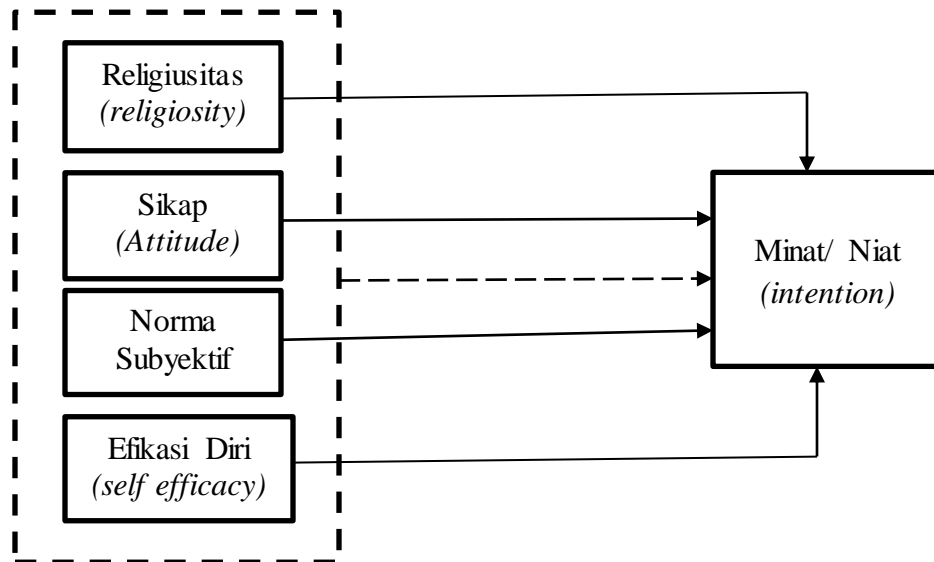 Religiusitas
(religiosity)
Sikap
(Attitude)
Norma
Subyektif
Efikasi Diri
(self efficacy)
Minat/ Niat
(intention)